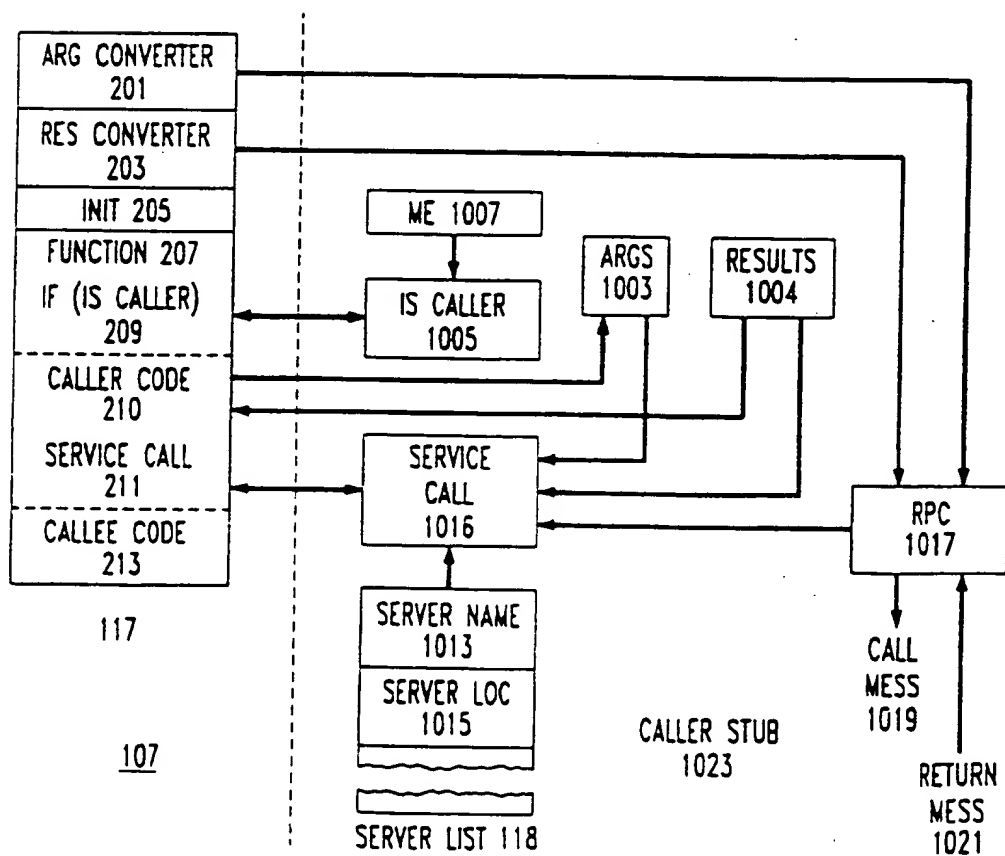 ARG CONVERTER
201
RES CONVERTER
203
INIT 205
FUNCTION 207
IF (IS CALLER)
209
CALLER CODE
210
SERVICE CALL
211
CALLEE CODE
213
117
107
ME 1007
IS CALLER
1005
ARGS
1003
RESULTS
1004
SERVICE
CALL
1016
SERVER NAME
1013
SERVER LOC
1015
SERVER LIST 118
CALLER STUB
1023
RPC
1017
CALL
MESS
1019
RETURN
MESS
1021